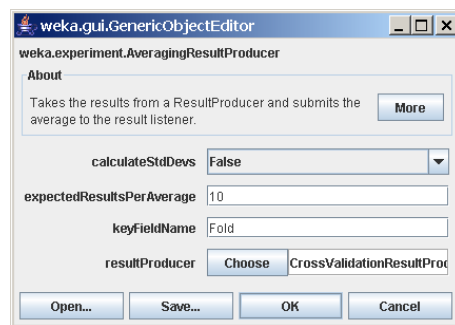 weka.gui.GenericObjectEditor
weka.experiment.AveragingResultProducer
About
Takes the results from a ResultProducer and submits the
average to the result listener.
More
calculateStdDevs False
expectedResultsPerAverage 10
keyFieldName Fold
resultProducer Choose CrossValidationResultProd
Open... Save... OK Cancel